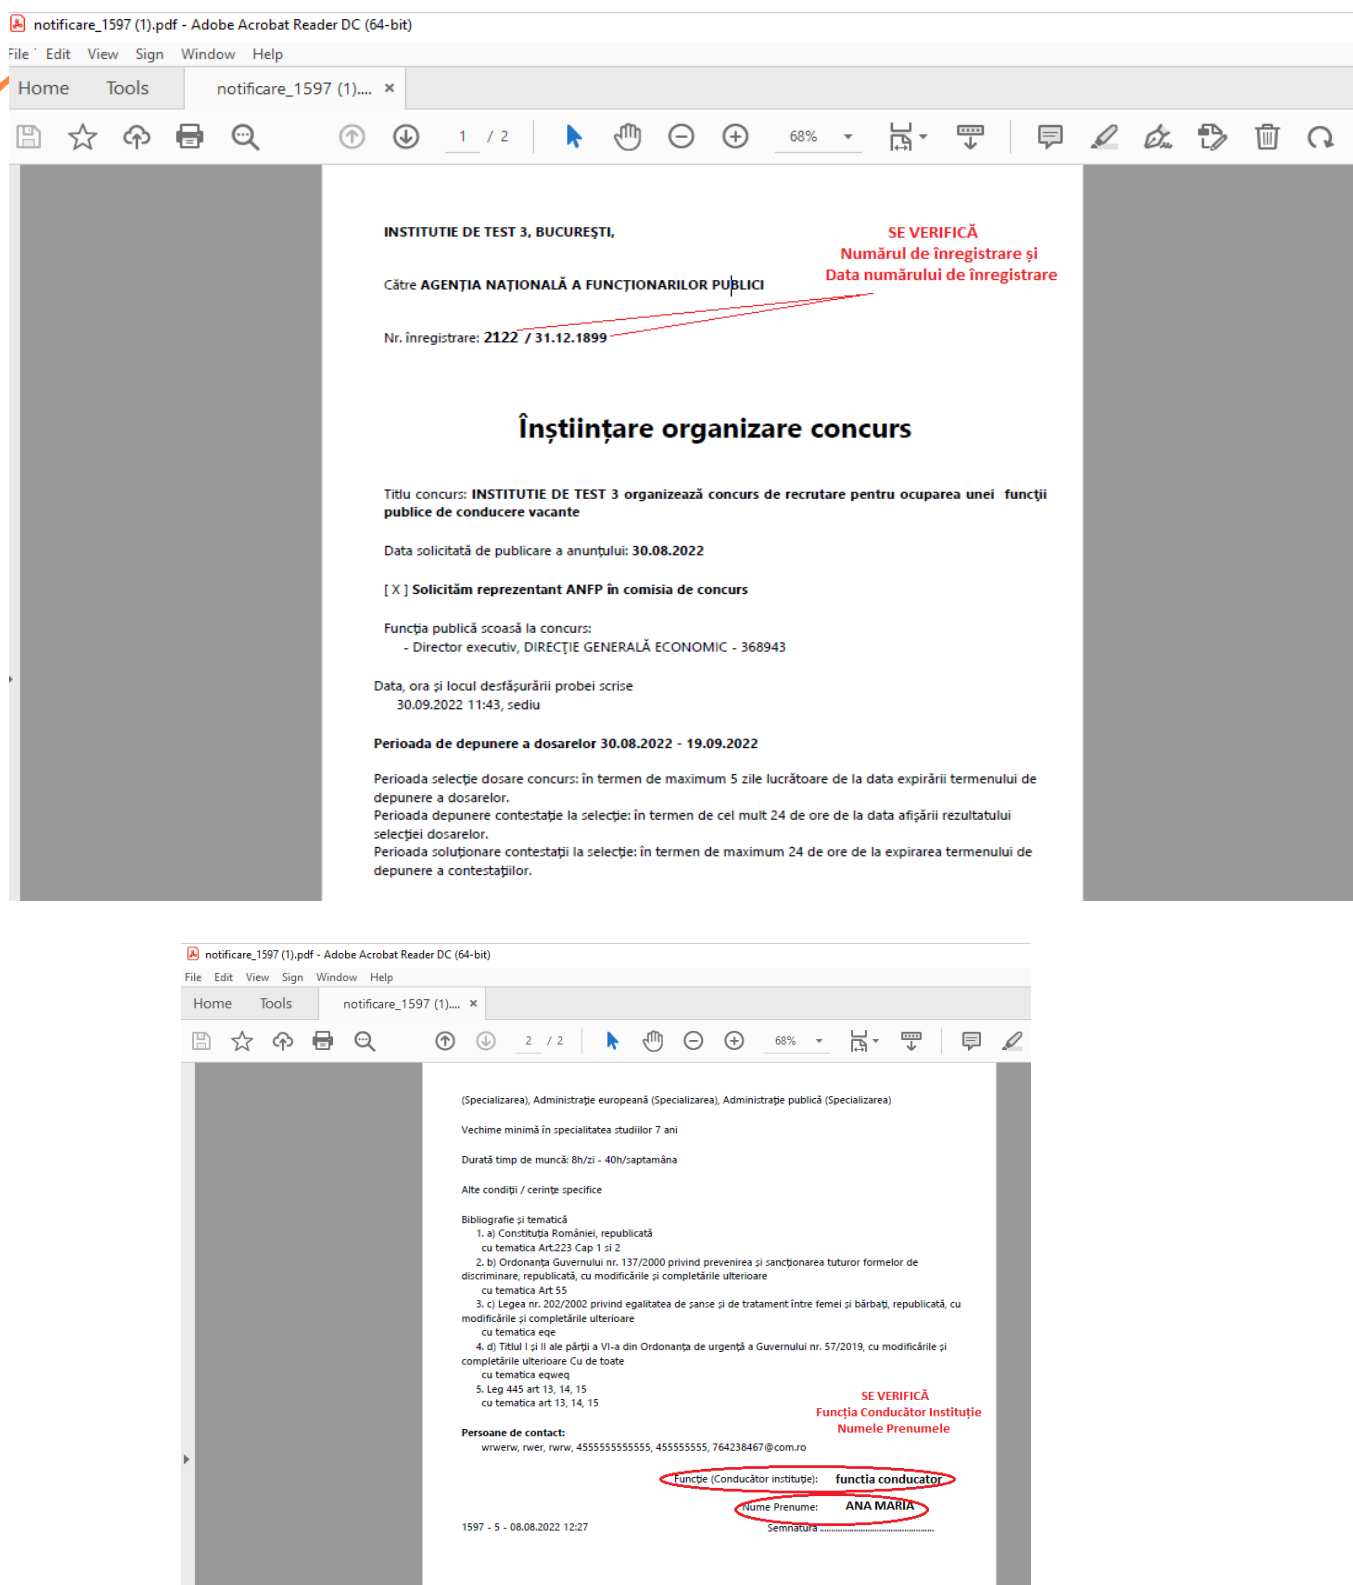 notificare_1597 (1).pdf - Adobe Acrobat Reader DC (64-bit)
File Edit View Sign Window Help
Home Tools notificare_1597 (1).... ×
1 / 2 68%
INSTITUTIE DE TEST 3, BUCUREŞTI,
SE VERIFICĂ
Numărul de înregistrare și
Data numărului de înregistrare
Către AGENȚIA NAȚIONALĂ A FUNCȚIONARILOR PUBLICI
Nr. înregistrare: 2122 / 31.12.1899
Înștiințare organizare concurs
Titlu concurs: INSTITUTIE DE TEST 3 organizează concurs de recrutare pentru ocuparea unei funcţii
publice de conducere vacante
Data solicitată de publicare a anunțului: 30.08.2022
[ X ] Solicităm reprezentant ANFP în comisia de concurs
Funcția publică scoasă la concurs:
- Director executiv, DIRECŢIE GENERALĂ ECONOMIC - 368943
Data, ora și locul desfășurării probei scrise
30.09.2022 11:43, sediu
Perioada de depunere a dosarelor 30.08.2022 - 19.09.2022
Perioada selecție dosare concurs: în termen de maximum 5 zile lucrătoare de la data expirării termenului de
depunere a dosarelor.
Perioada depunere contestație la selecție: în termen de cel mult 24 de ore de la data afișării rezultatului
selecției dosarelor.
Perioada soluționare contestații la selecție: în termen de maximum 24 de ore de la expirarea termenului de
depunere a contestațiilor.
notificare_1597 (1).pdf - Adobe Acrobat Reader DC (64-bit)
File Edit View Sign Window Help
Home Tools notificare_1597 (1).... ×
2 / 2 68%
(Specializarea), Administrație europeană (Specializarea), Administrație publică (Specializarea)
Vechime minimă în specialitatea studiilor 7 ani
Durată timp de muncă: 8h/zi - 40h/saptamâna
Alte condiții / cerințe specifice
Bibliografie și tematică
1. a) Constituția României, republicată
cu tematica Art.223 Cap 1 si 2
2. b) Ordonanța Guvernului nr. 137/2000 privind prevenirea și sancționarea tuturor formelor de
discriminare, republicată, cu modificările și completările ulterioare
cu tematica Art 55
3. c) Legea nr. 202/2002 privind egalitatea de șanse și de tratament între femei și bărbați, republicată, cu
modificările și completările ulterioare
cu tematica eqe
4. d) Titlul I și II ale părții a VI-a din Ordonanța de urgență a Guvernului nr. 57/2019, cu modificările și
completările ulterioare Cu de toate
cu tematica eqweq
5. Leg 445 art 13, 14, 15
cu tematica art 13, 14, 15
SE VERIFICĂ
Funcția Conducător Instituție
Numele Prenumele
Persoane de contact:
wrwerw, rwer, rwrw, 4555555555555, 455555555, 764238467@com.ro
Funcție (Conducător instituție): functia conducator
Nume Prenume: ANA MARIA
1597 - 5 - 08.08.2022 12:27 Semnatura ..................................................